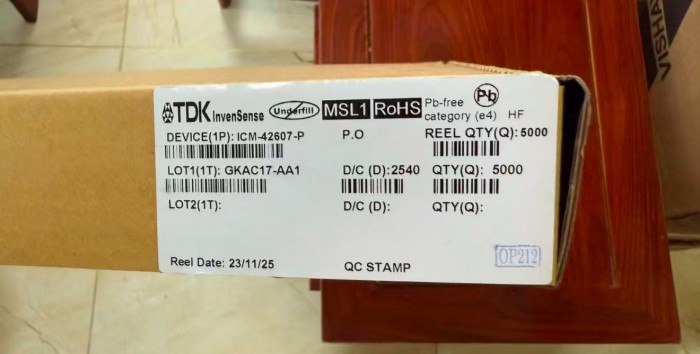 TDK InvenSense Underfill MSL1 RoHS Pb-free category (e4) Pb HF
DEVICE(1P): ICM-42607-P P.O REEL QTY(Q): 5000
LOT1(1T): GKAC17-AA1 D/C (D): 2540 QTY(Q): 5000
LOT2(1T): D/C (D): QTY(Q):
Reel Date: 23/11/25 QC STAMP OP212
VISHA